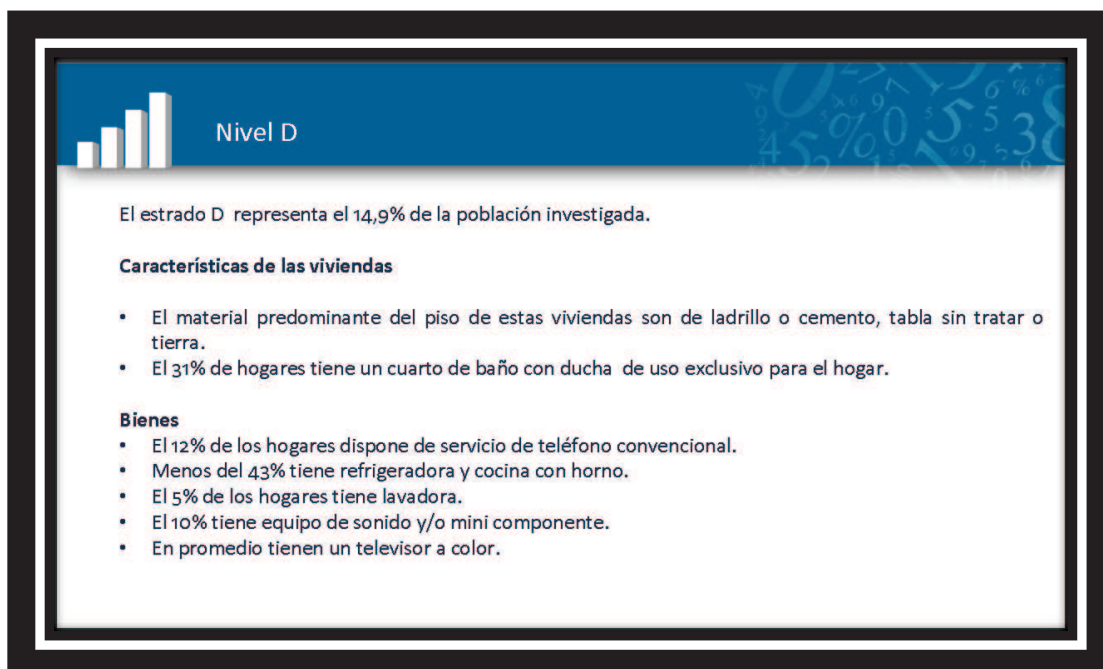 Nivel D
El estrado D representa el 14,9% de la población investigada.
Características de las viviendas
• El material predominante del piso de estas viviendas son de ladrillo o cemento, tabla sin tratar o
tierra.
• El 31% de hogares tiene un cuarto de baño con ducha de uso exclusivo para el hogar.
Bienes
• El 12% de los hogares dispone de servicio de teléfono convencional.
• Menos del 43% tiene refrigeradora y cocina con horno.
• El 5% de los hogares tiene lavadora.
• El 10% tiene equipo de sonido y/o mini componente.
• En promedio tienen un televisor a color.